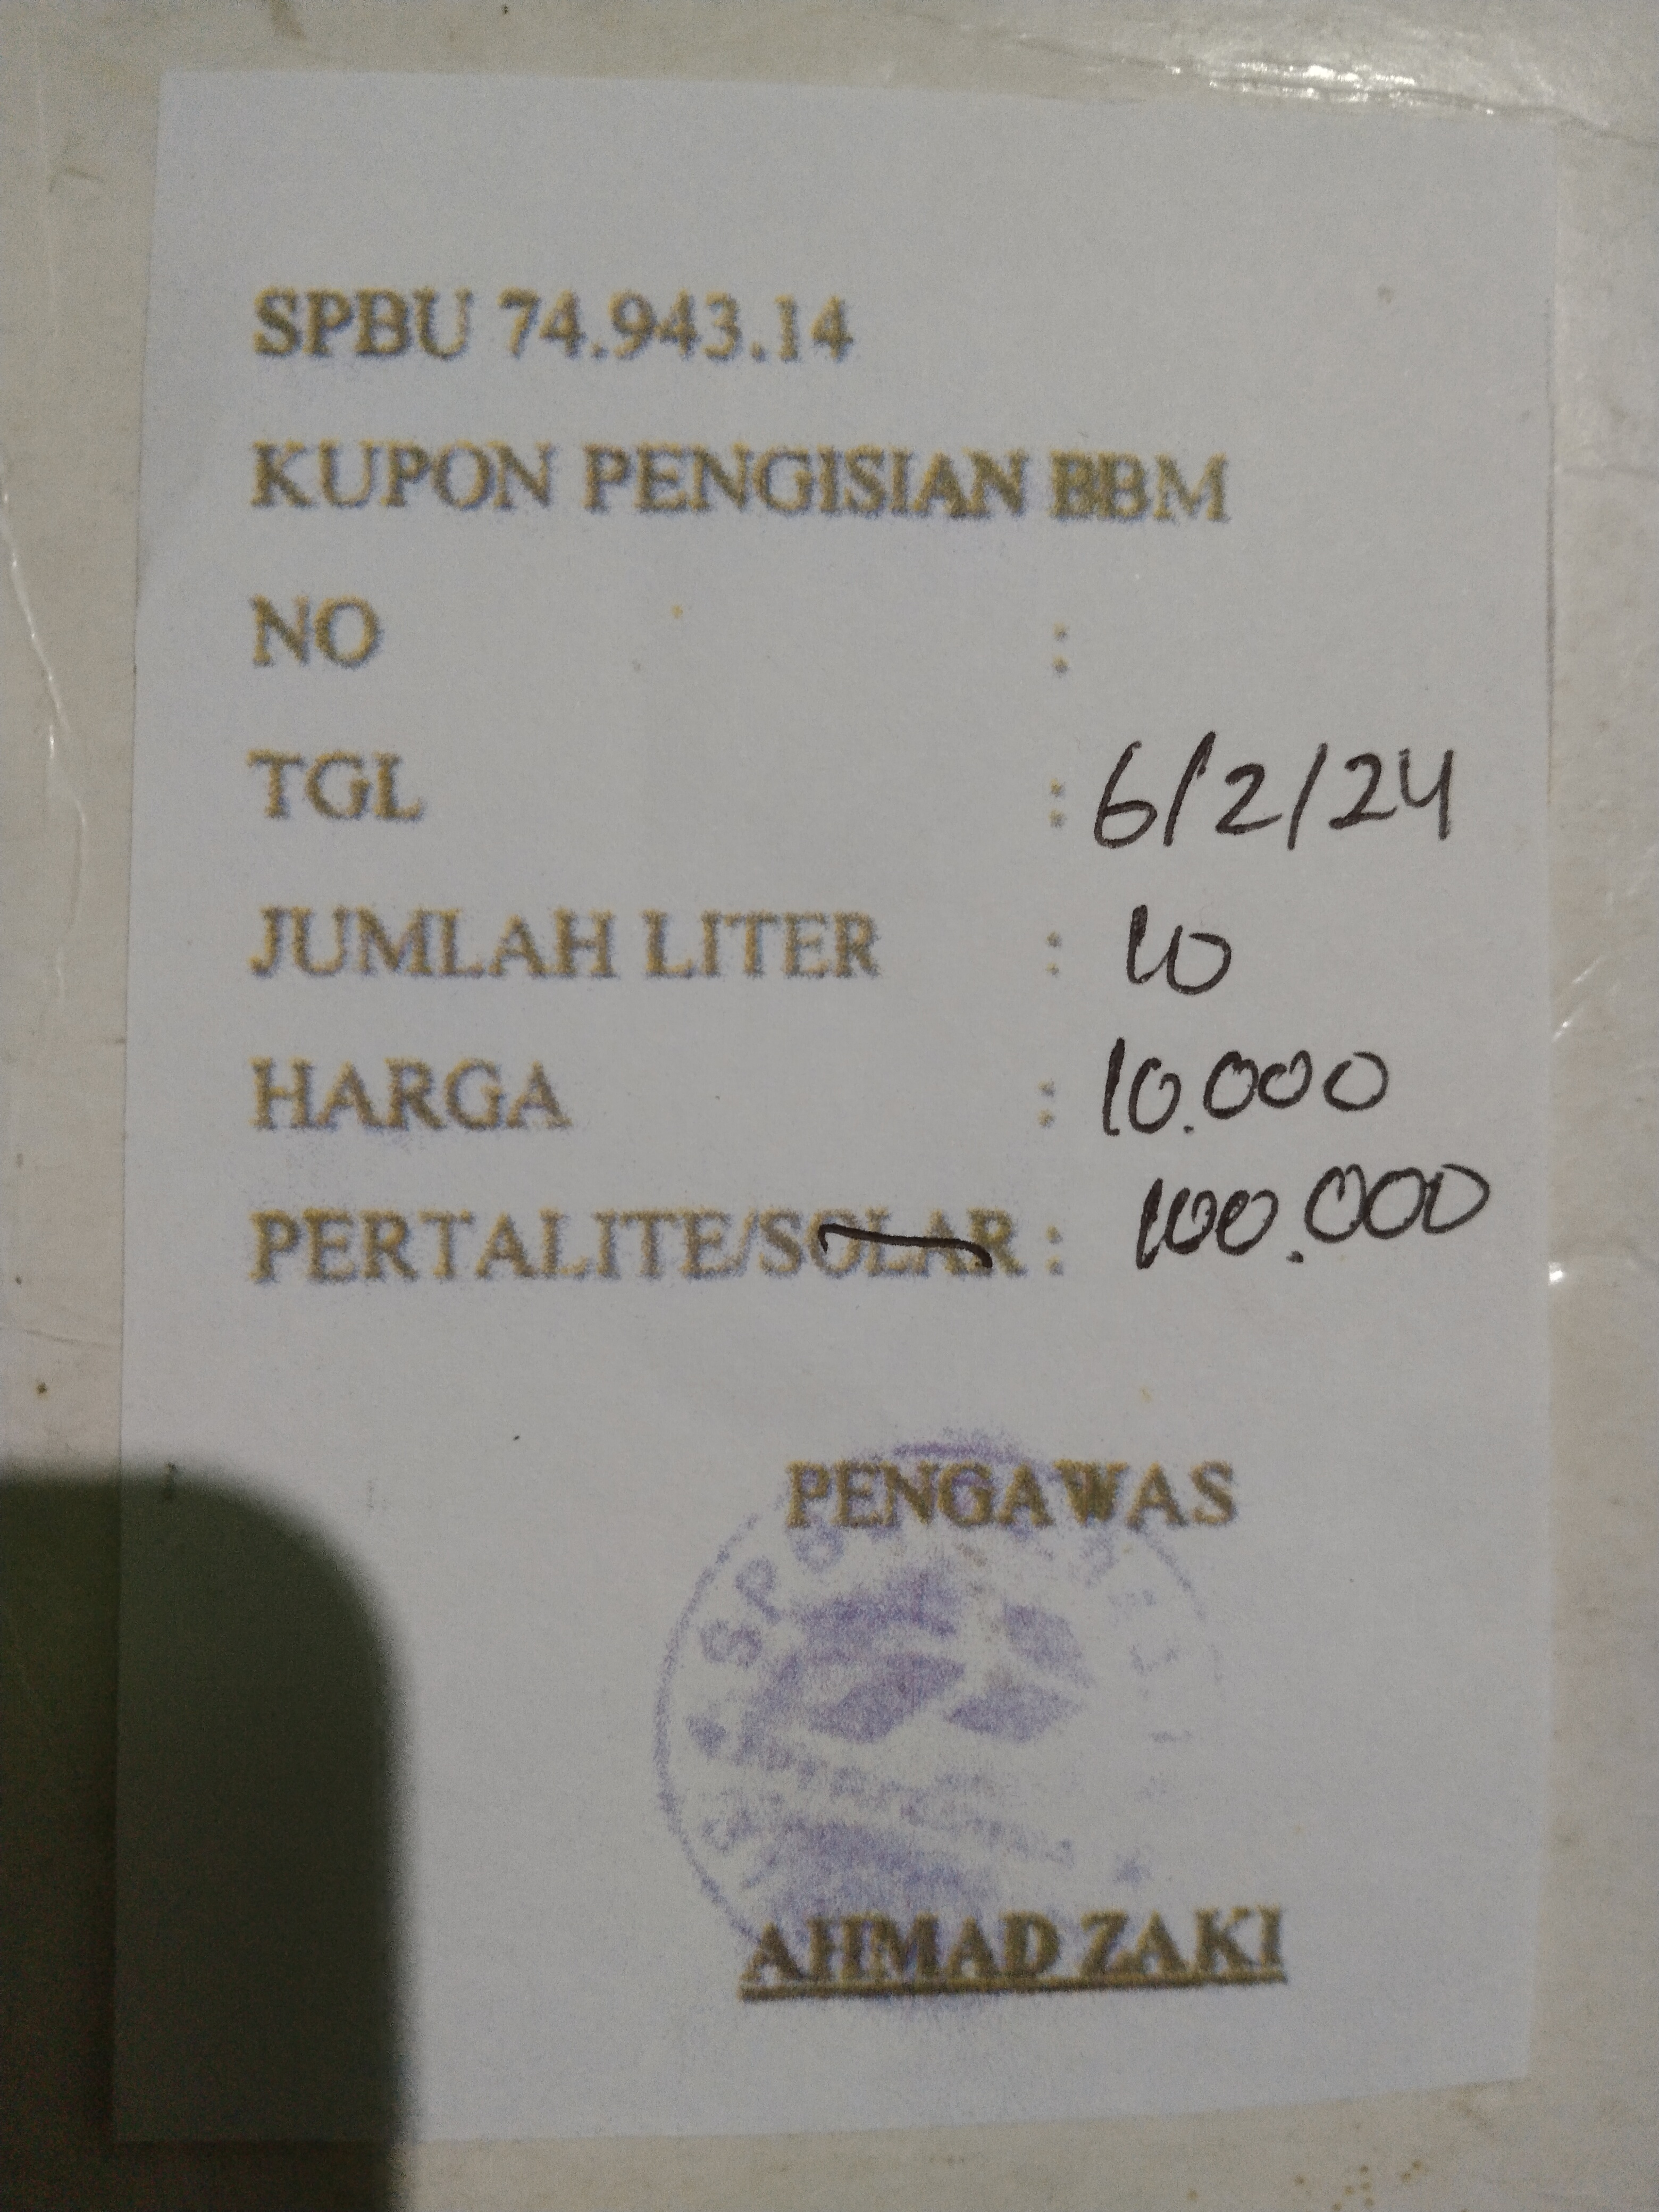 SPBU 74.943.14
KUPON PENGISIAN BBM
NO :
TGL : 6/2/24
JUMLAH LITER : 10
HARGA : 10.000
PERTALITE/SOLAR : 100.000
PENGAWAS
AHMAD ZAKI